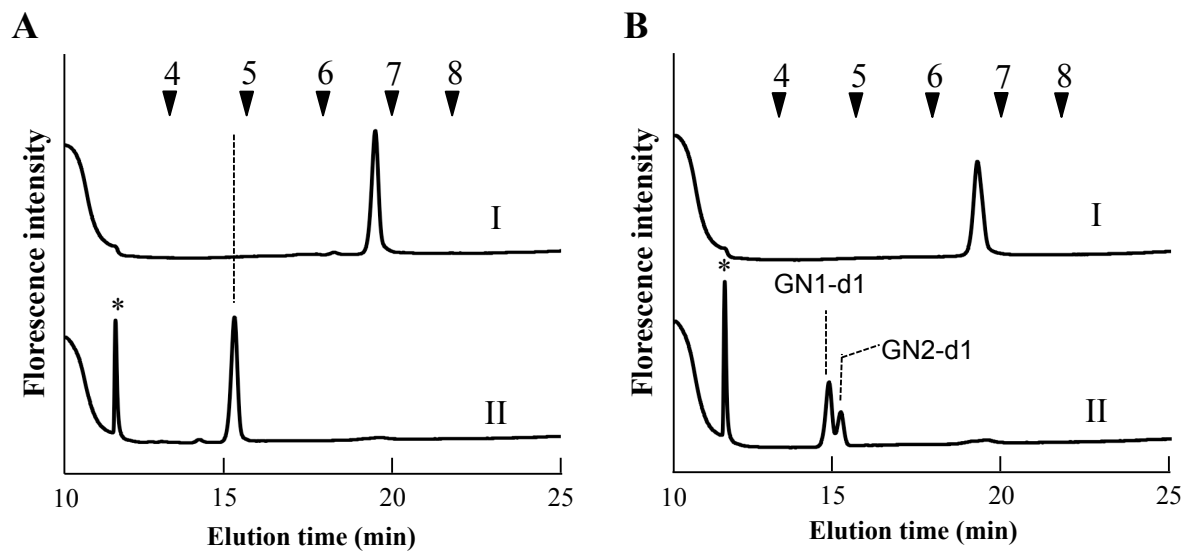 A
Florescence intensity
4 5 6 7 8
I
*
II
10 15 20 25
Elution time (min)
B
Florescence intensity
4 5 6 7 8
I
*
GN1-d1
GN2-d1
II
10 15 20 25
Elution time (min)